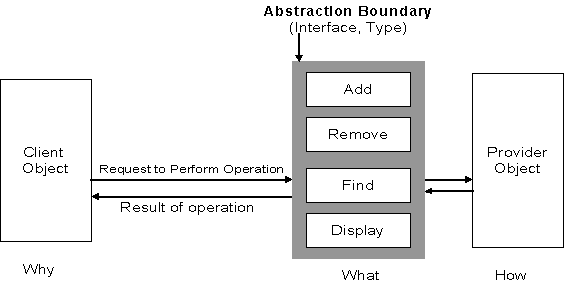 Abstraction Boundary
(Interface, Type)
Add
Remove
Find
Display
Client
Object
Request to Perform Operation
Result of operation
Provider
Object
Why
What
How